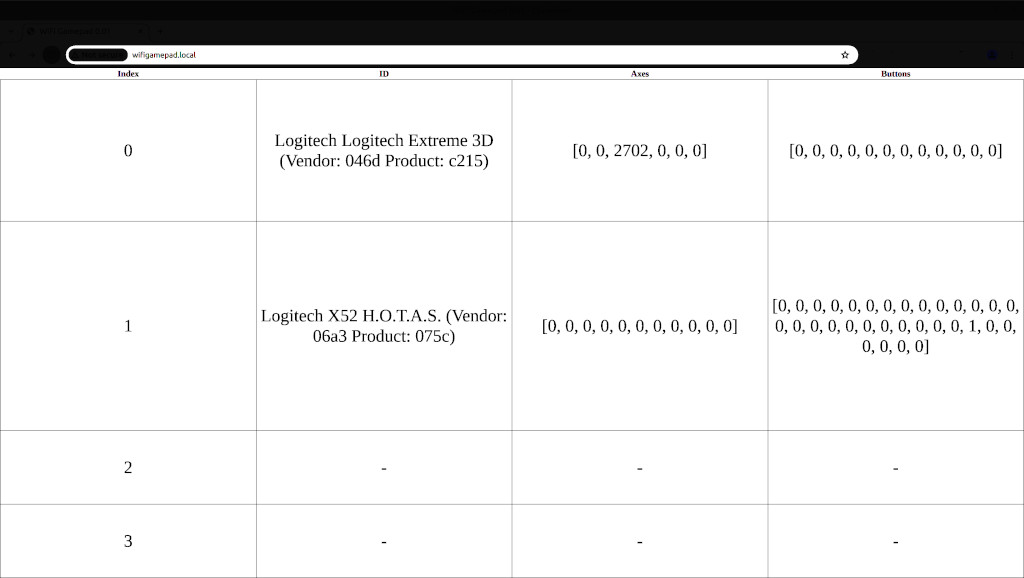 wifigamepad.local
Index ID Axes Buttons
0
Logitech Logitech Extreme 3D
(Vendor: 046d Product: c215)
[0, 0, 2702, 0, 0, 0]
[0, 0, 0, 0, 0, 0, 0, 0, 0, 0, 0, 0]
1
Logitech X52 H.O.T.A.S. (Vendor:
06a3 Product: 075c)
[0, 0, 0, 0, 0, 0, 0, 0, 0, 0, 0]
[0, 0, 0, 0, 0, 0, 0, 0, 0, 0, 0, 0, 0, 0,
0, 0, 0, 0, 0, 0, 0, 0, 0, 0, 0, 1, 0, 0,
0, 0, 0, 0]
2 - - -
3 - - -